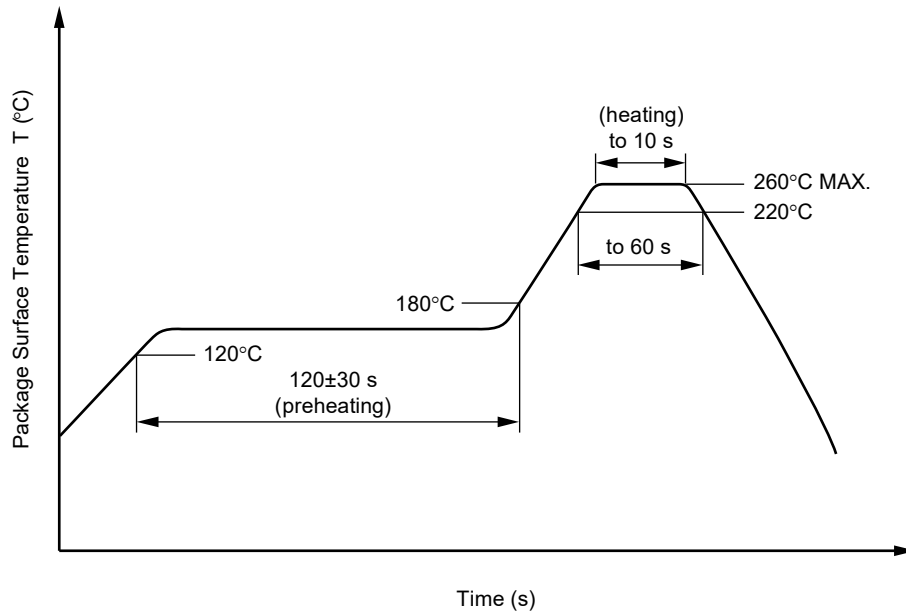 Package Surface Temperature T (°C)
(heating)
to 10 s
260°C MAX.
220°C
to 60 s
180°C
120°C
120±30 s
(preheating)
Time (s)